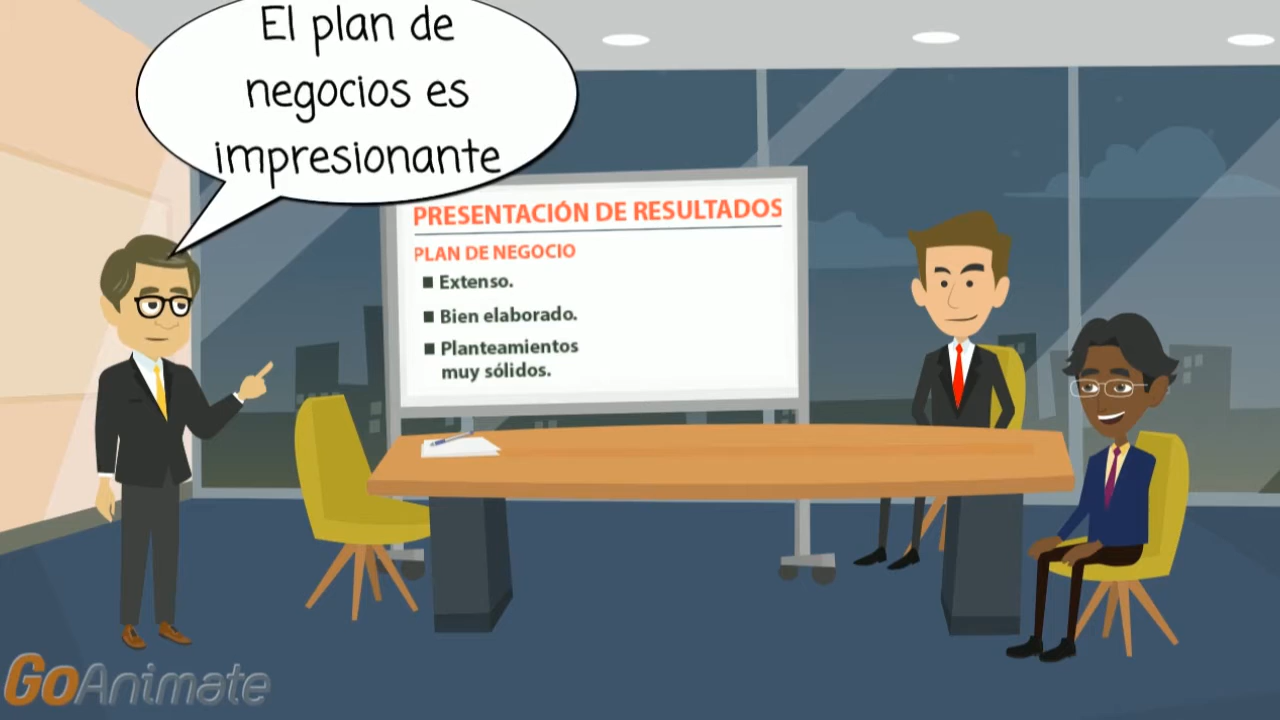 El plan de
negocios es
impresionante
PRESENTACIÓN DE RESULTADOS
PLAN DE NEGOCIO
■ Extenso.
■ Bien elaborado.
■ Planteamientos
muy sólidos.
GoAnimate